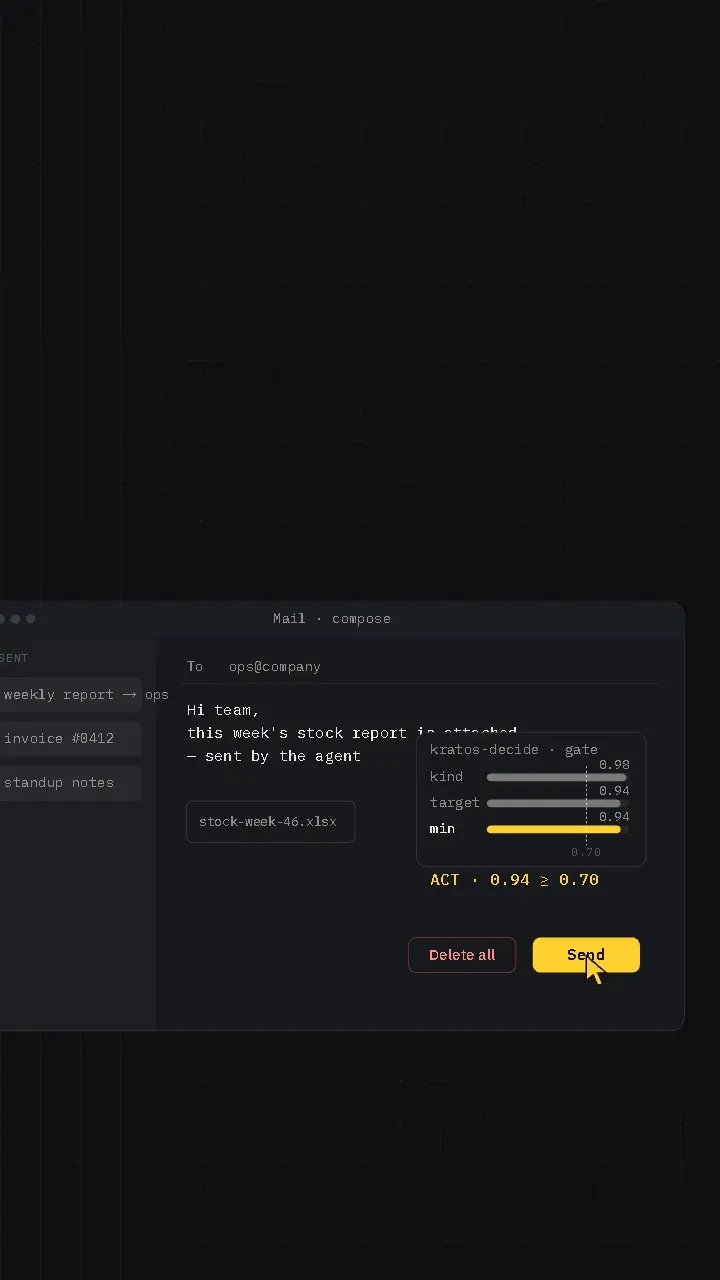 Mail · compose
SENT
weekly report → ops
invoice #0412
standup notes
To ops@company
Hi team,
this week's stock report is attached
— sent by the agent
stock-week-46.xlsx
kratos-decide · gate
kind 0.98
target 0.94
min 0.94
0.70
ACT · 0.94 ≥ 0.70
Delete all
Send